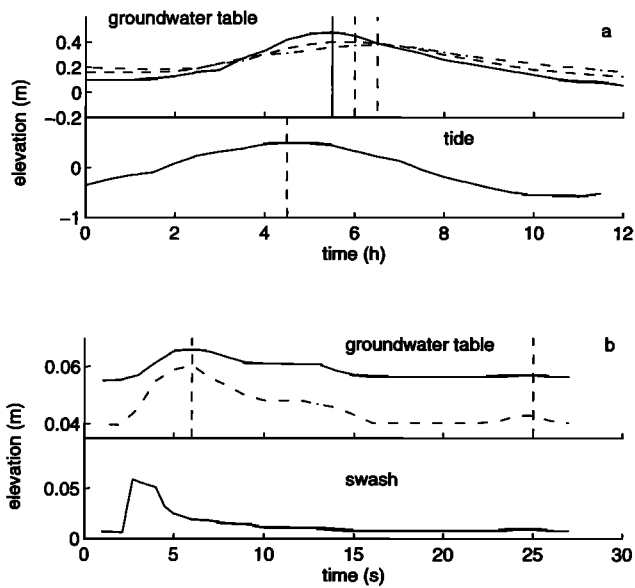 groundwater table
a
0.4
0.2
0
−0.2
elevation (m)
tide
0
−1
0 2 4 6 8 10 12
time (h)
groundwater table
b
0.06
0.04
elevation (m)
swash
0.05
0
0 5 10 15 20 25 30
time (s)